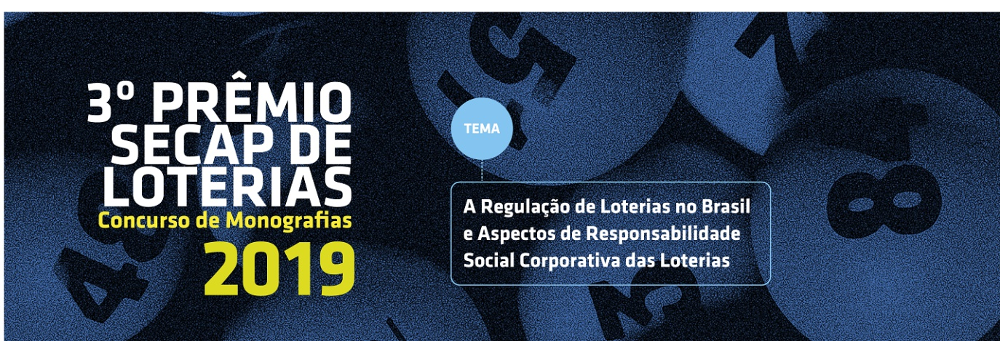 3º PRÊMIO
SECAP DE
LOTERIAS
Concurso de Monografias
2019
TEMA
A Regulação de Loterias no Brasil
e Aspectos de Responsabilidade
Social Corporativa das Loterias